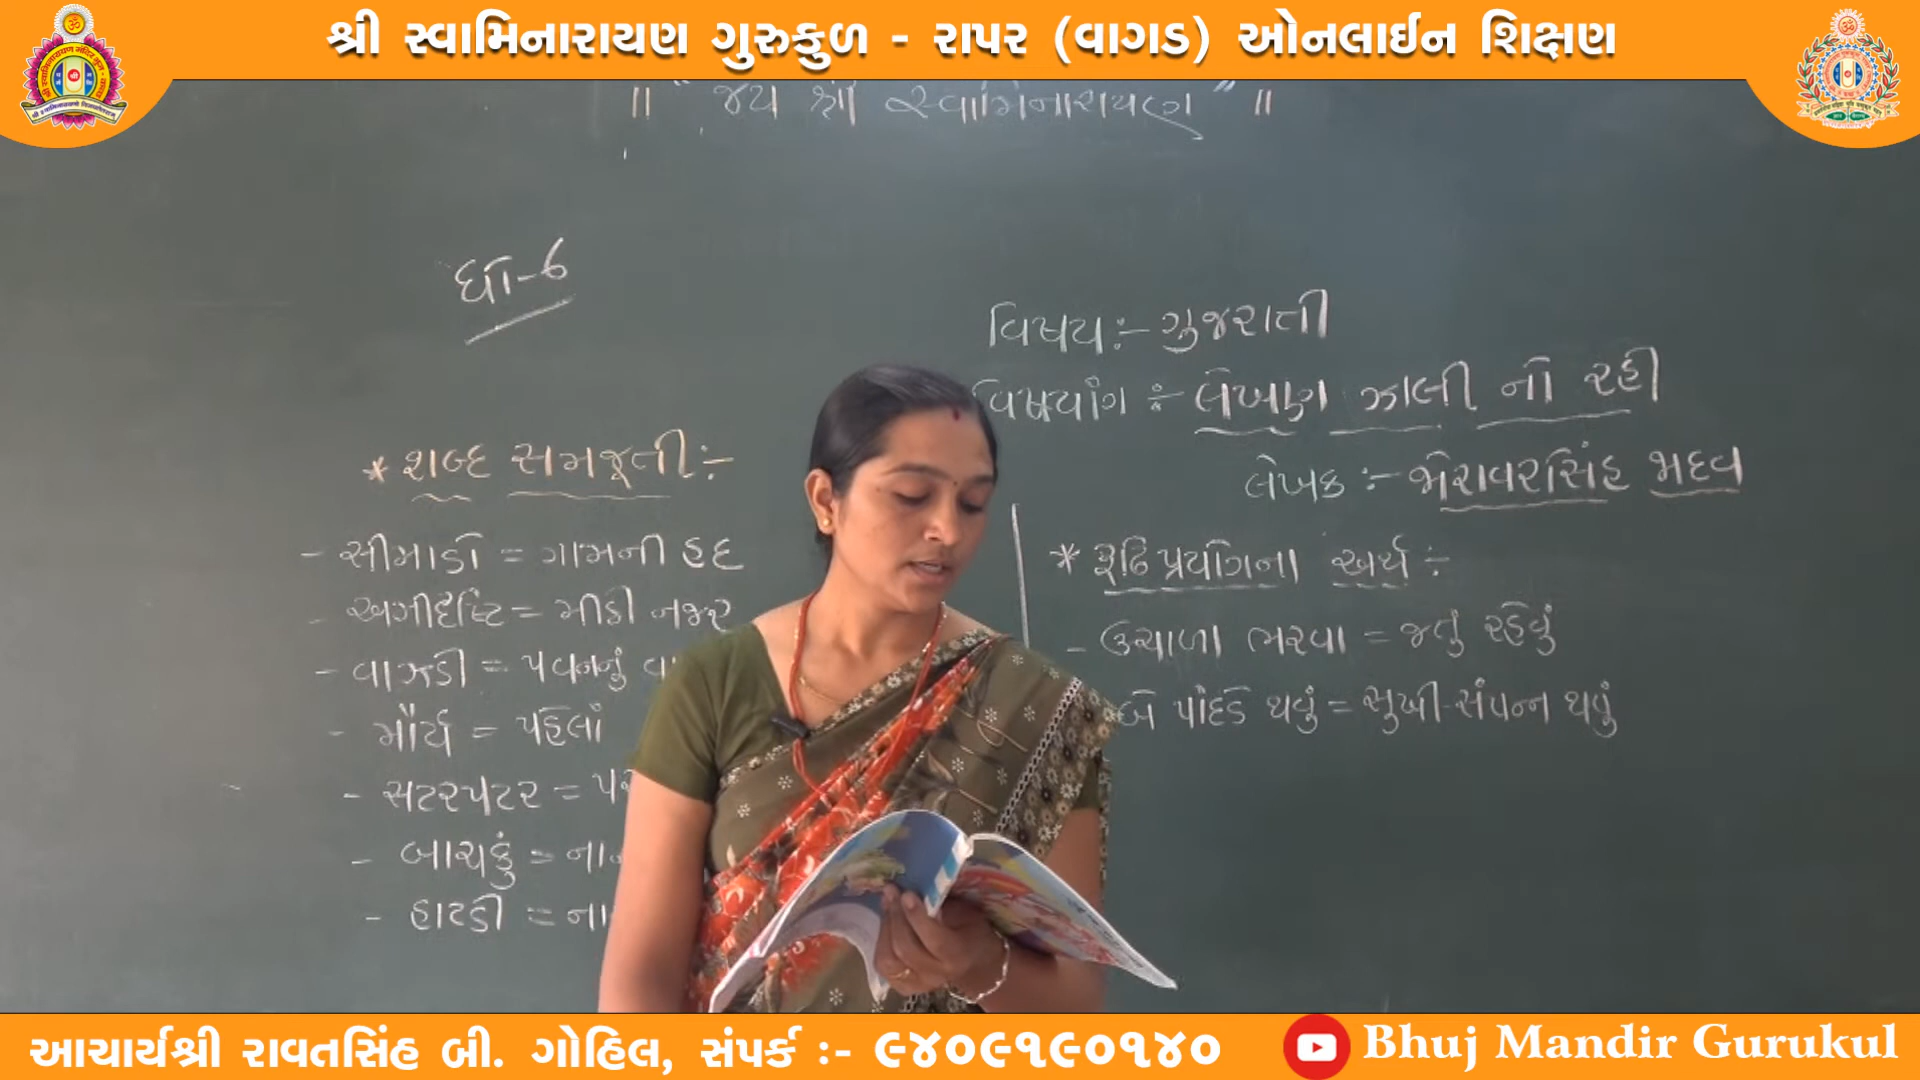 શ્રી સ્વામિનારાયણ ગુરુકુળ - રાપર (વાગડ) ઓનલાઈન શિક્ષણ
॥ " જય શ્રી સ્વામિનારાયણ " ॥
ધો-૬
વિષય :- ગુજરાતી
વિષયાંગ :- લેખણ ઝાલી નો રહી
લેખક :- જોરાવરસિંહ જાદવ
* શબ્દ સમજૂતી :-
- સીમાડો = ગામની હદ
- અમીદૃષ્ટિ = મીઠી નજર
- વાઝડી = પવનનું
- મોર્ય = પહેલાં
- સટરપટર =
- બાચકું =
- હાટડી =
* રૂઢિપ્રયોગના અર્થ :-
- ઉચાળા ભરવા = જતું રહેવું
બે પાંદડે થવું = સુખી-સંપન્ન થવું
આચાર્યશ્રી રાવતસિંહ બી. ગોહિલ, સંપર્ક :- ૯૪૦૯૧૯૦૧૪૦
Bhuj Mandir Gurukul